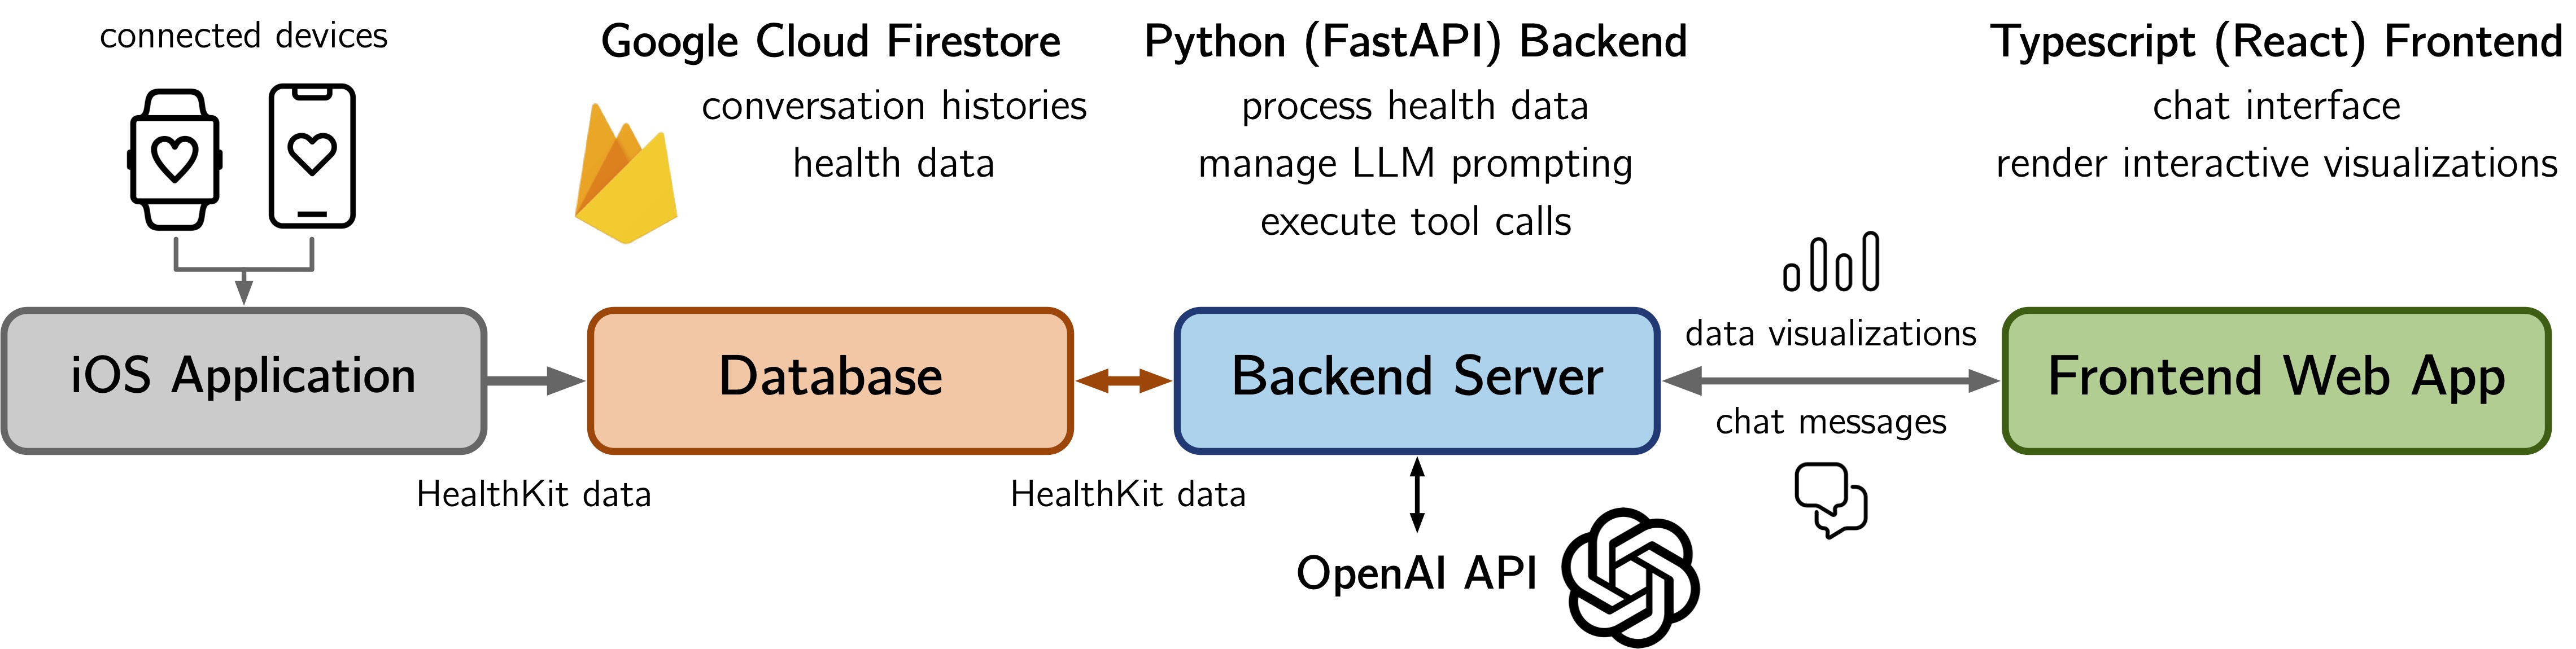 connected devices
iOS Application
HealthKit data
Google Cloud Firestore
conversation histories
health data
Database
HealthKit data
Python (FastAPI) Backend
process health data
manage LLM prompting
execute tool calls
Backend Server
OpenAI API
data visualizations
chat messages
Typescript (React) Frontend
chat interface
render interactive visualizations
Frontend Web App